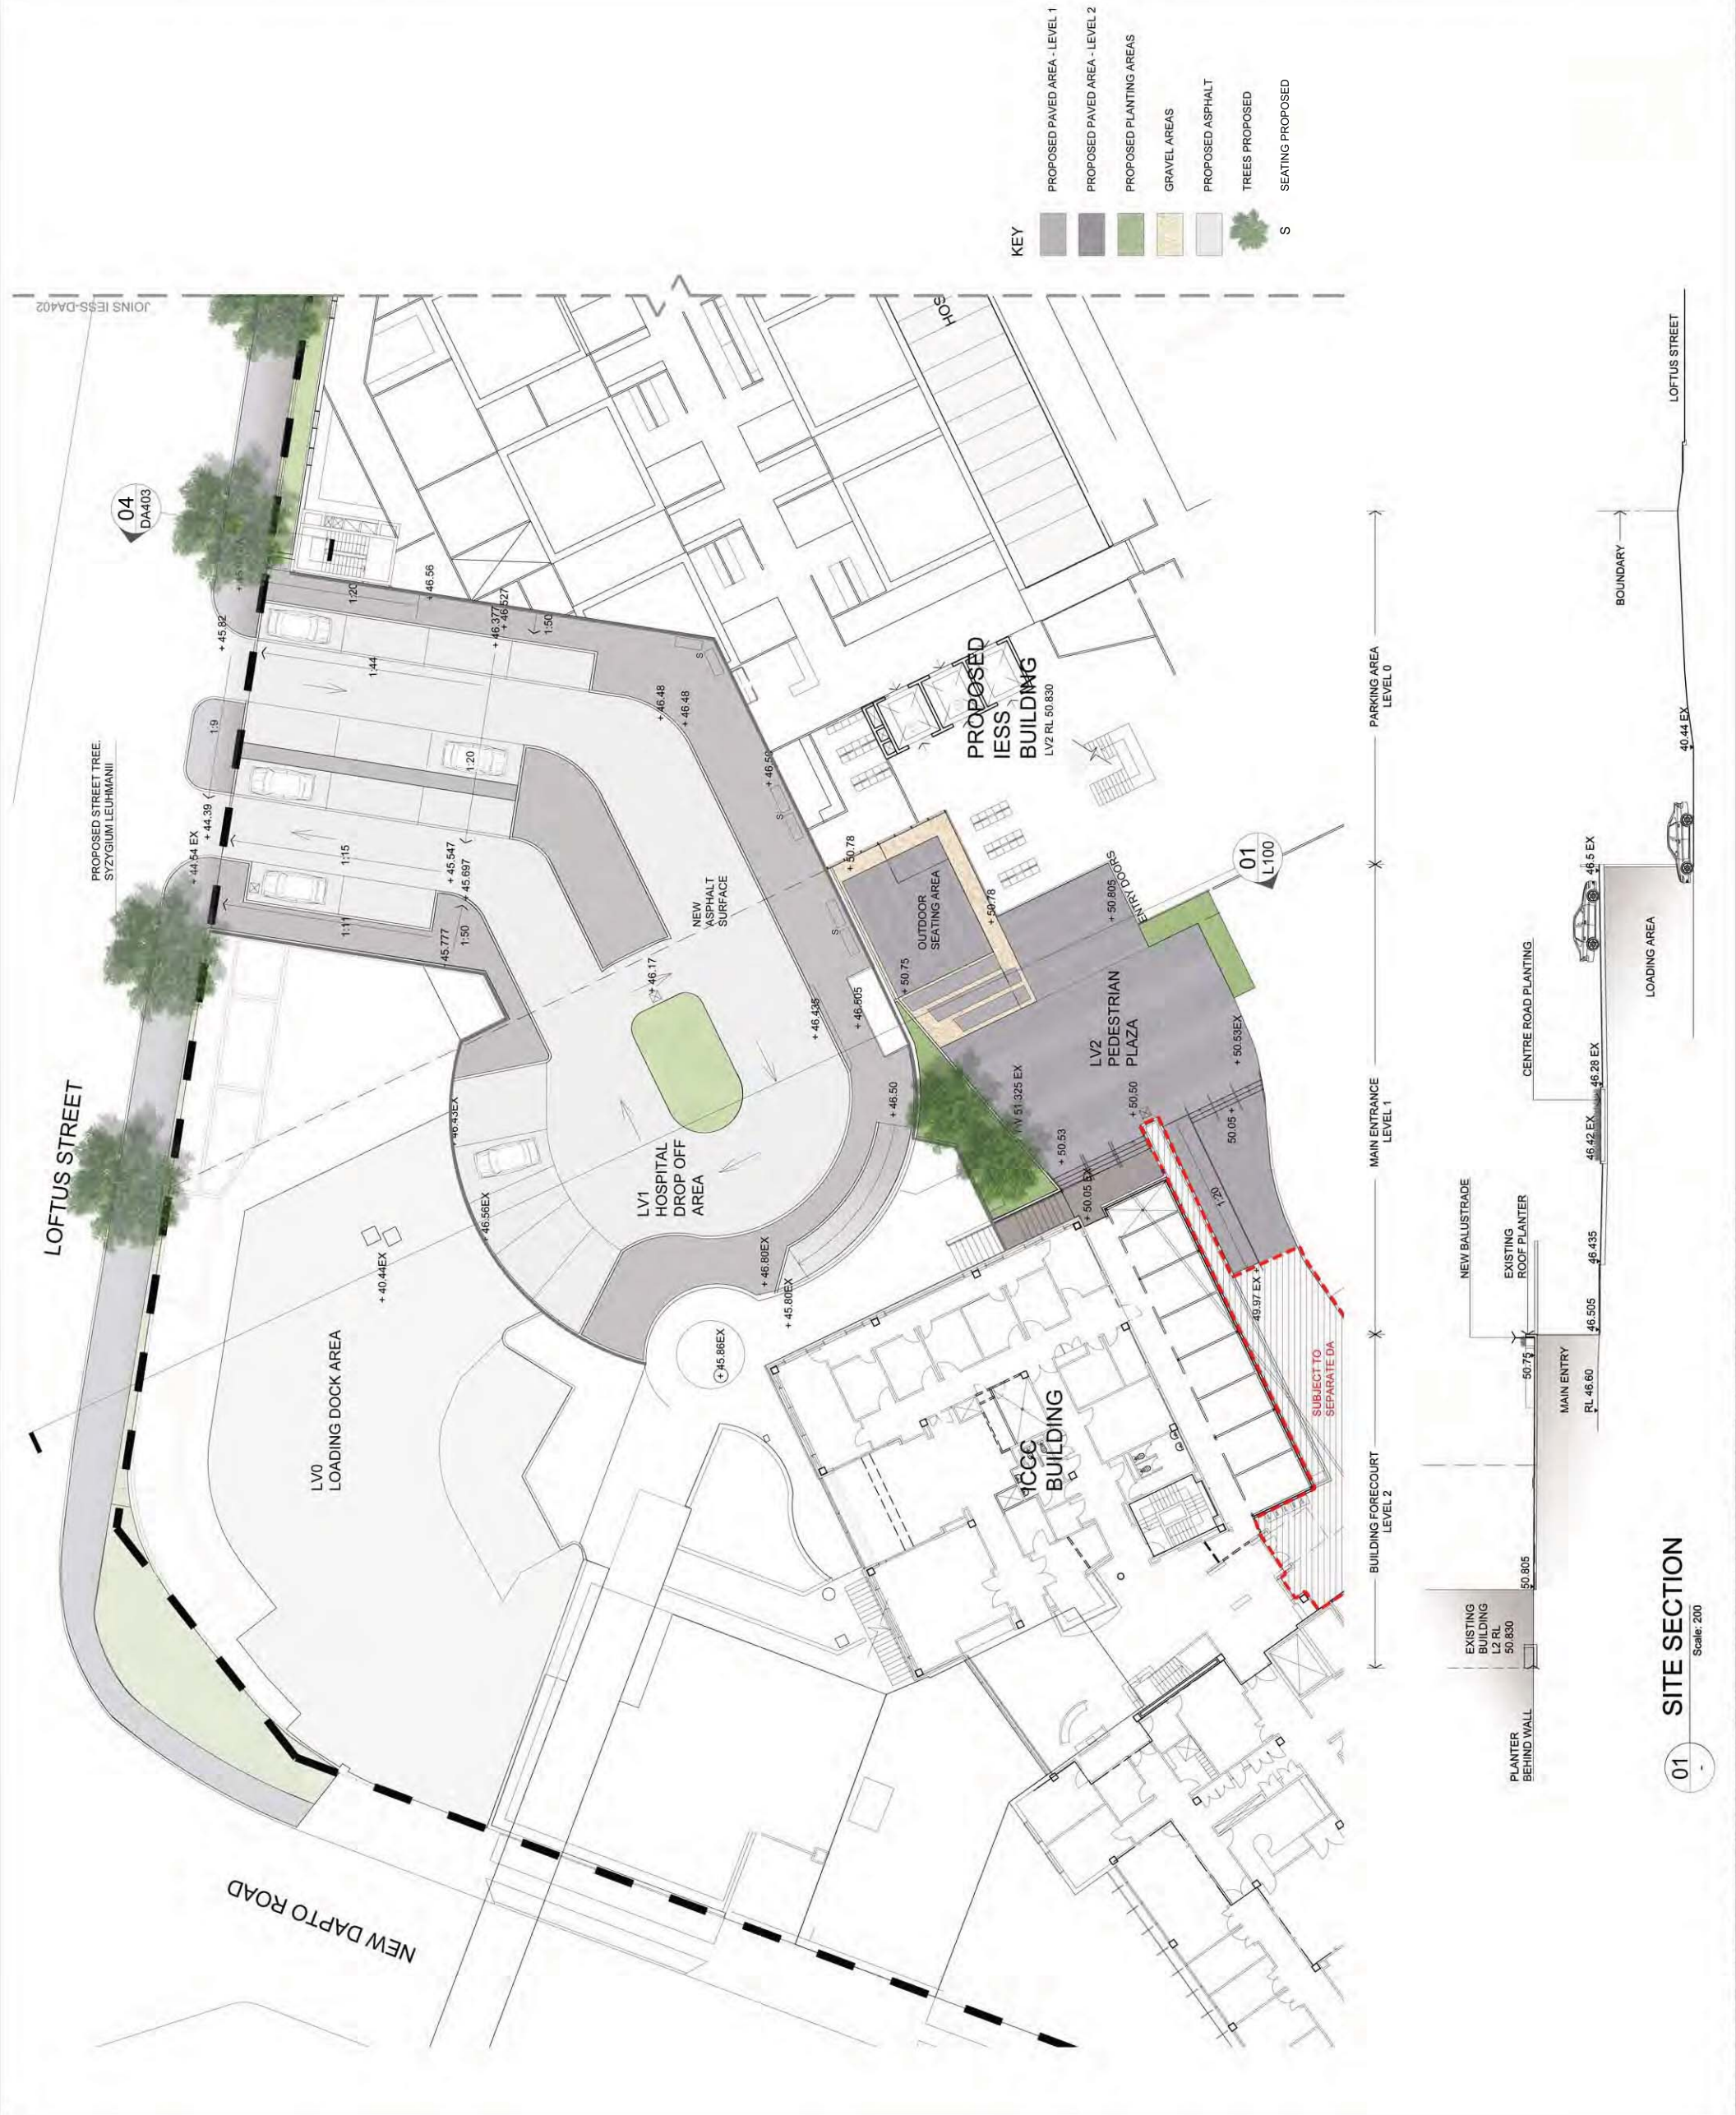 LOFTUS STREET
NEW DAPTO ROAD
JOINS IESS-DA402
PROPOSED STREET TREE.
SYZYGIUM LEUHMANII
04
DA403
+ 45.82
1:9
+ 44.39
+ 44.54 EX
1:20
+ 46.56
+ 46.377
+ 46.527
1:50
1:44
1:20
1:15
+ 45.547
+ 45.697
1:11
45.777
1:50
S
+ 46.48
+ 46.48
+ 46.50
S
S
NEW
ASPHALT
SURFACE
+ 46.17
+ 46.435
+ 46.505
+ 46.50
LV1
HOSPITAL
DROP OFF
AREA
+ 46.43EX
+ 46.56EX
+ 40.44EX
LV0
LOADING DOCK AREA
+ 46.80EX
+ 45.80EX
+45.86EX
PROPOSED
IESS
BUILDING
LV2 RL 50.830
HOS
+ 50.78
OUTDOOR
SEATING AREA
+ 50.78
+ 50.75
+ 50.805
ENTRY DOORS
01
L100
LV2
PEDESTRIAN
PLAZA
51.325 EX
+ 50.53EX
+ 50.50
+ 50.53
50.05 +
+ 50.05 EX
1:20
49.97 EX +
SUBJECT TO
SEPARATE DA
ICCC
BUILDING
KEY
PROPOSED PAVED AREA - LEVEL 1
PROPOSED PAVED AREA - LEVEL 2
PROPOSED PLANTING AREAS
GRAVEL AREAS
PROPOSED ASPHALT
TREES PROPOSED
S SEATING PROPOSED
BUILDING FORECOURT
LEVEL 2
MAIN ENTRANCE
LEVEL 1
PARKING AREA
LEVEL 0
BOUNDARY
LOFTUS STREET
PLANTER
BEHIND WALL
EXISTING
BUILDING
L2 RL
50.830
50.805
NEW BALUSTRADE
EXISTING
ROOF PLANTER
50.75
MAIN ENTRY
RL 46.60
46.505
46.435
46.42 EX
46.28 EX
CENTRE ROAD PLANTING
46.5 EX
LOADING AREA
40.44 EX
01
-
SITE SECTION
Scale: 200